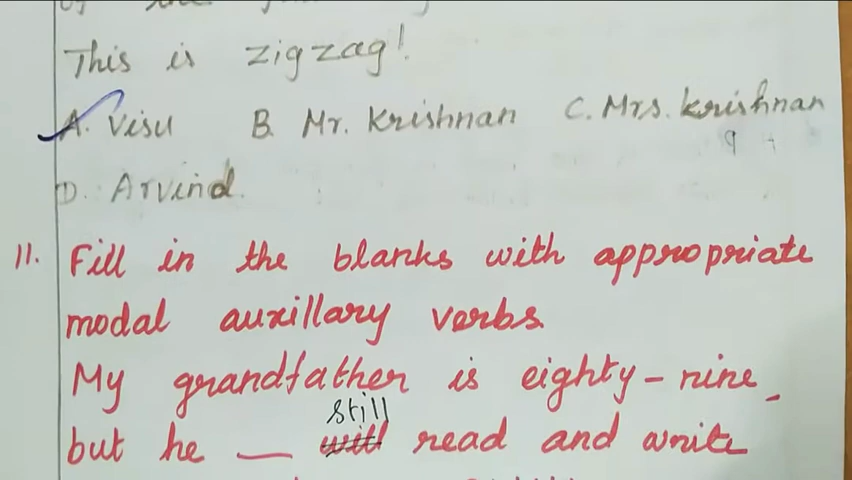 This is zigzag!
A. Visu B. Mr. Krishnan C. Mrs. Krishnan
D. Arvind.
11. Fill in the blanks with appropriate
modal auxillary verbs.
My grandfather is eighty-nine,
still
but he __ will read and write